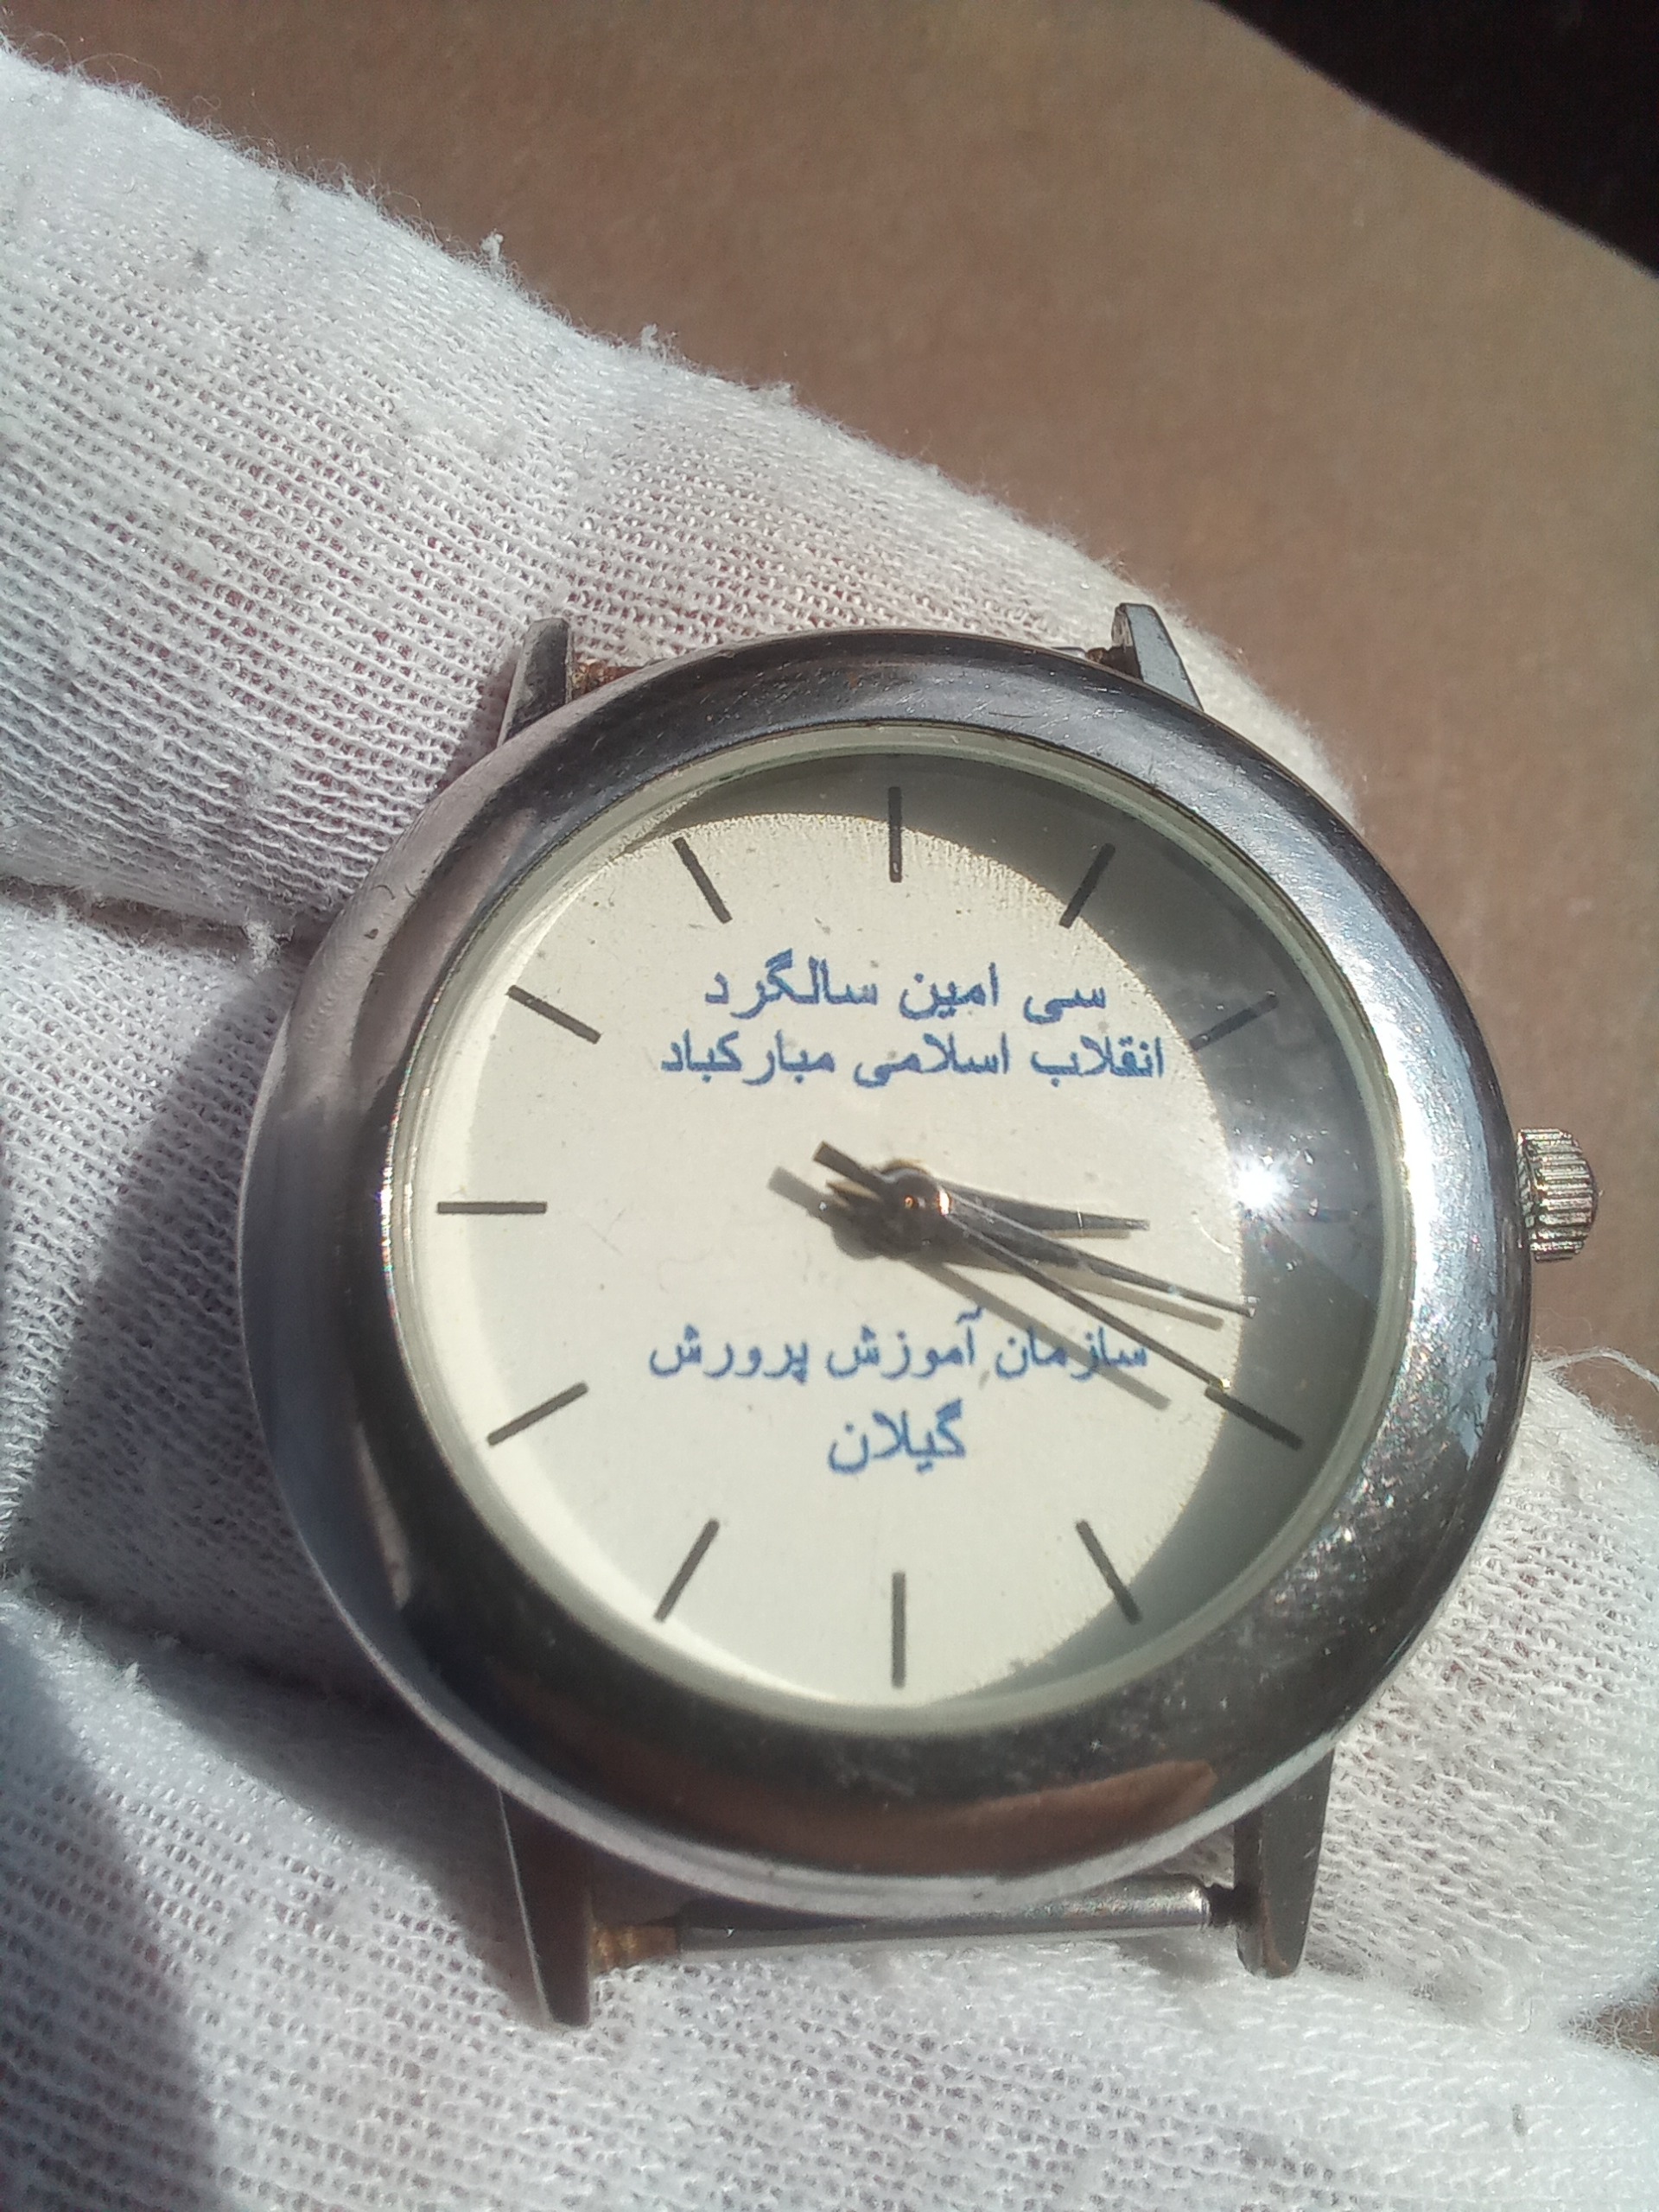 سی امین سالگرد
انقلاب اسلامی مبارکباد
سازمان آموزش پرورش
گیلان